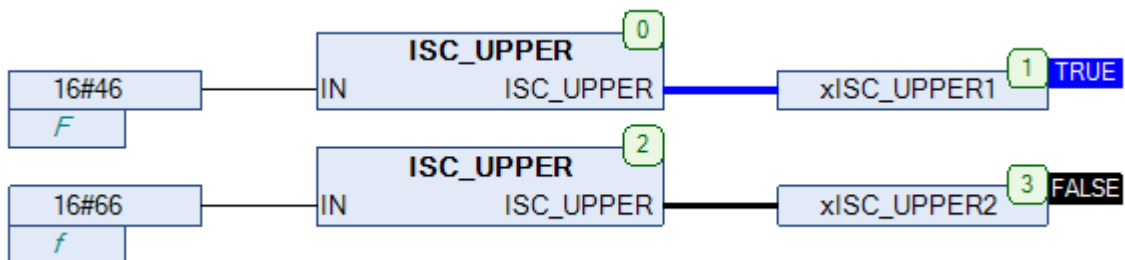 0
ISC_UPPER
16#46 IN ISC_UPPER xISC_UPPER1 1 TRUE
F
2
ISC_UPPER
16#66 IN ISC_UPPER xISC_UPPER2 3 FALSE
f